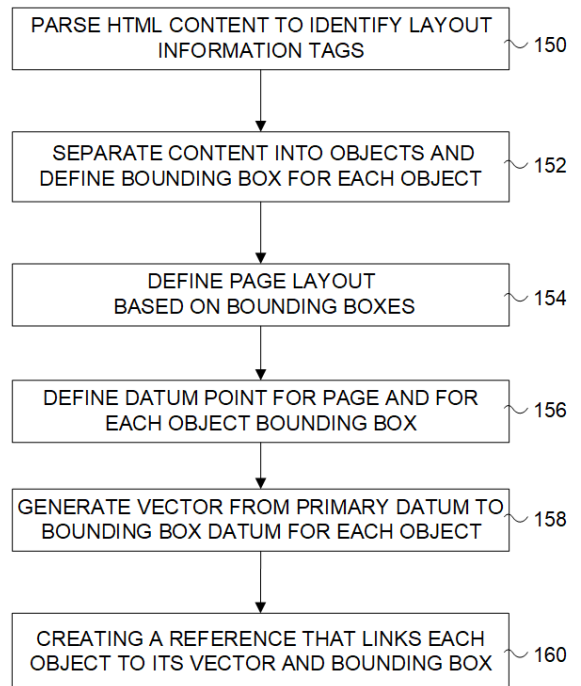 PARSE HTML CONTENT TO IDENTIFY LAYOUT
INFORMATION TAGS
150
SEPARATE CONTENT INTO OBJECTS AND
DEFINE BOUNDING BOX FOR EACH OBJECT
152
DEFINE PAGE LAYOUT
BASED ON BOUNDING BOXES
154
DEFINE DATUM POINT FOR PAGE AND FOR
EACH OBJECT BOUNDING BOX
156
GENERATE VECTOR FROM PRIMARY DATUM TO
BOUNDING BOX DATUM FOR EACH OBJECT
158
CREATING A REFERENCE THAT LINKS EACH
OBJECT TO ITS VECTOR AND BOUNDING BOX
160